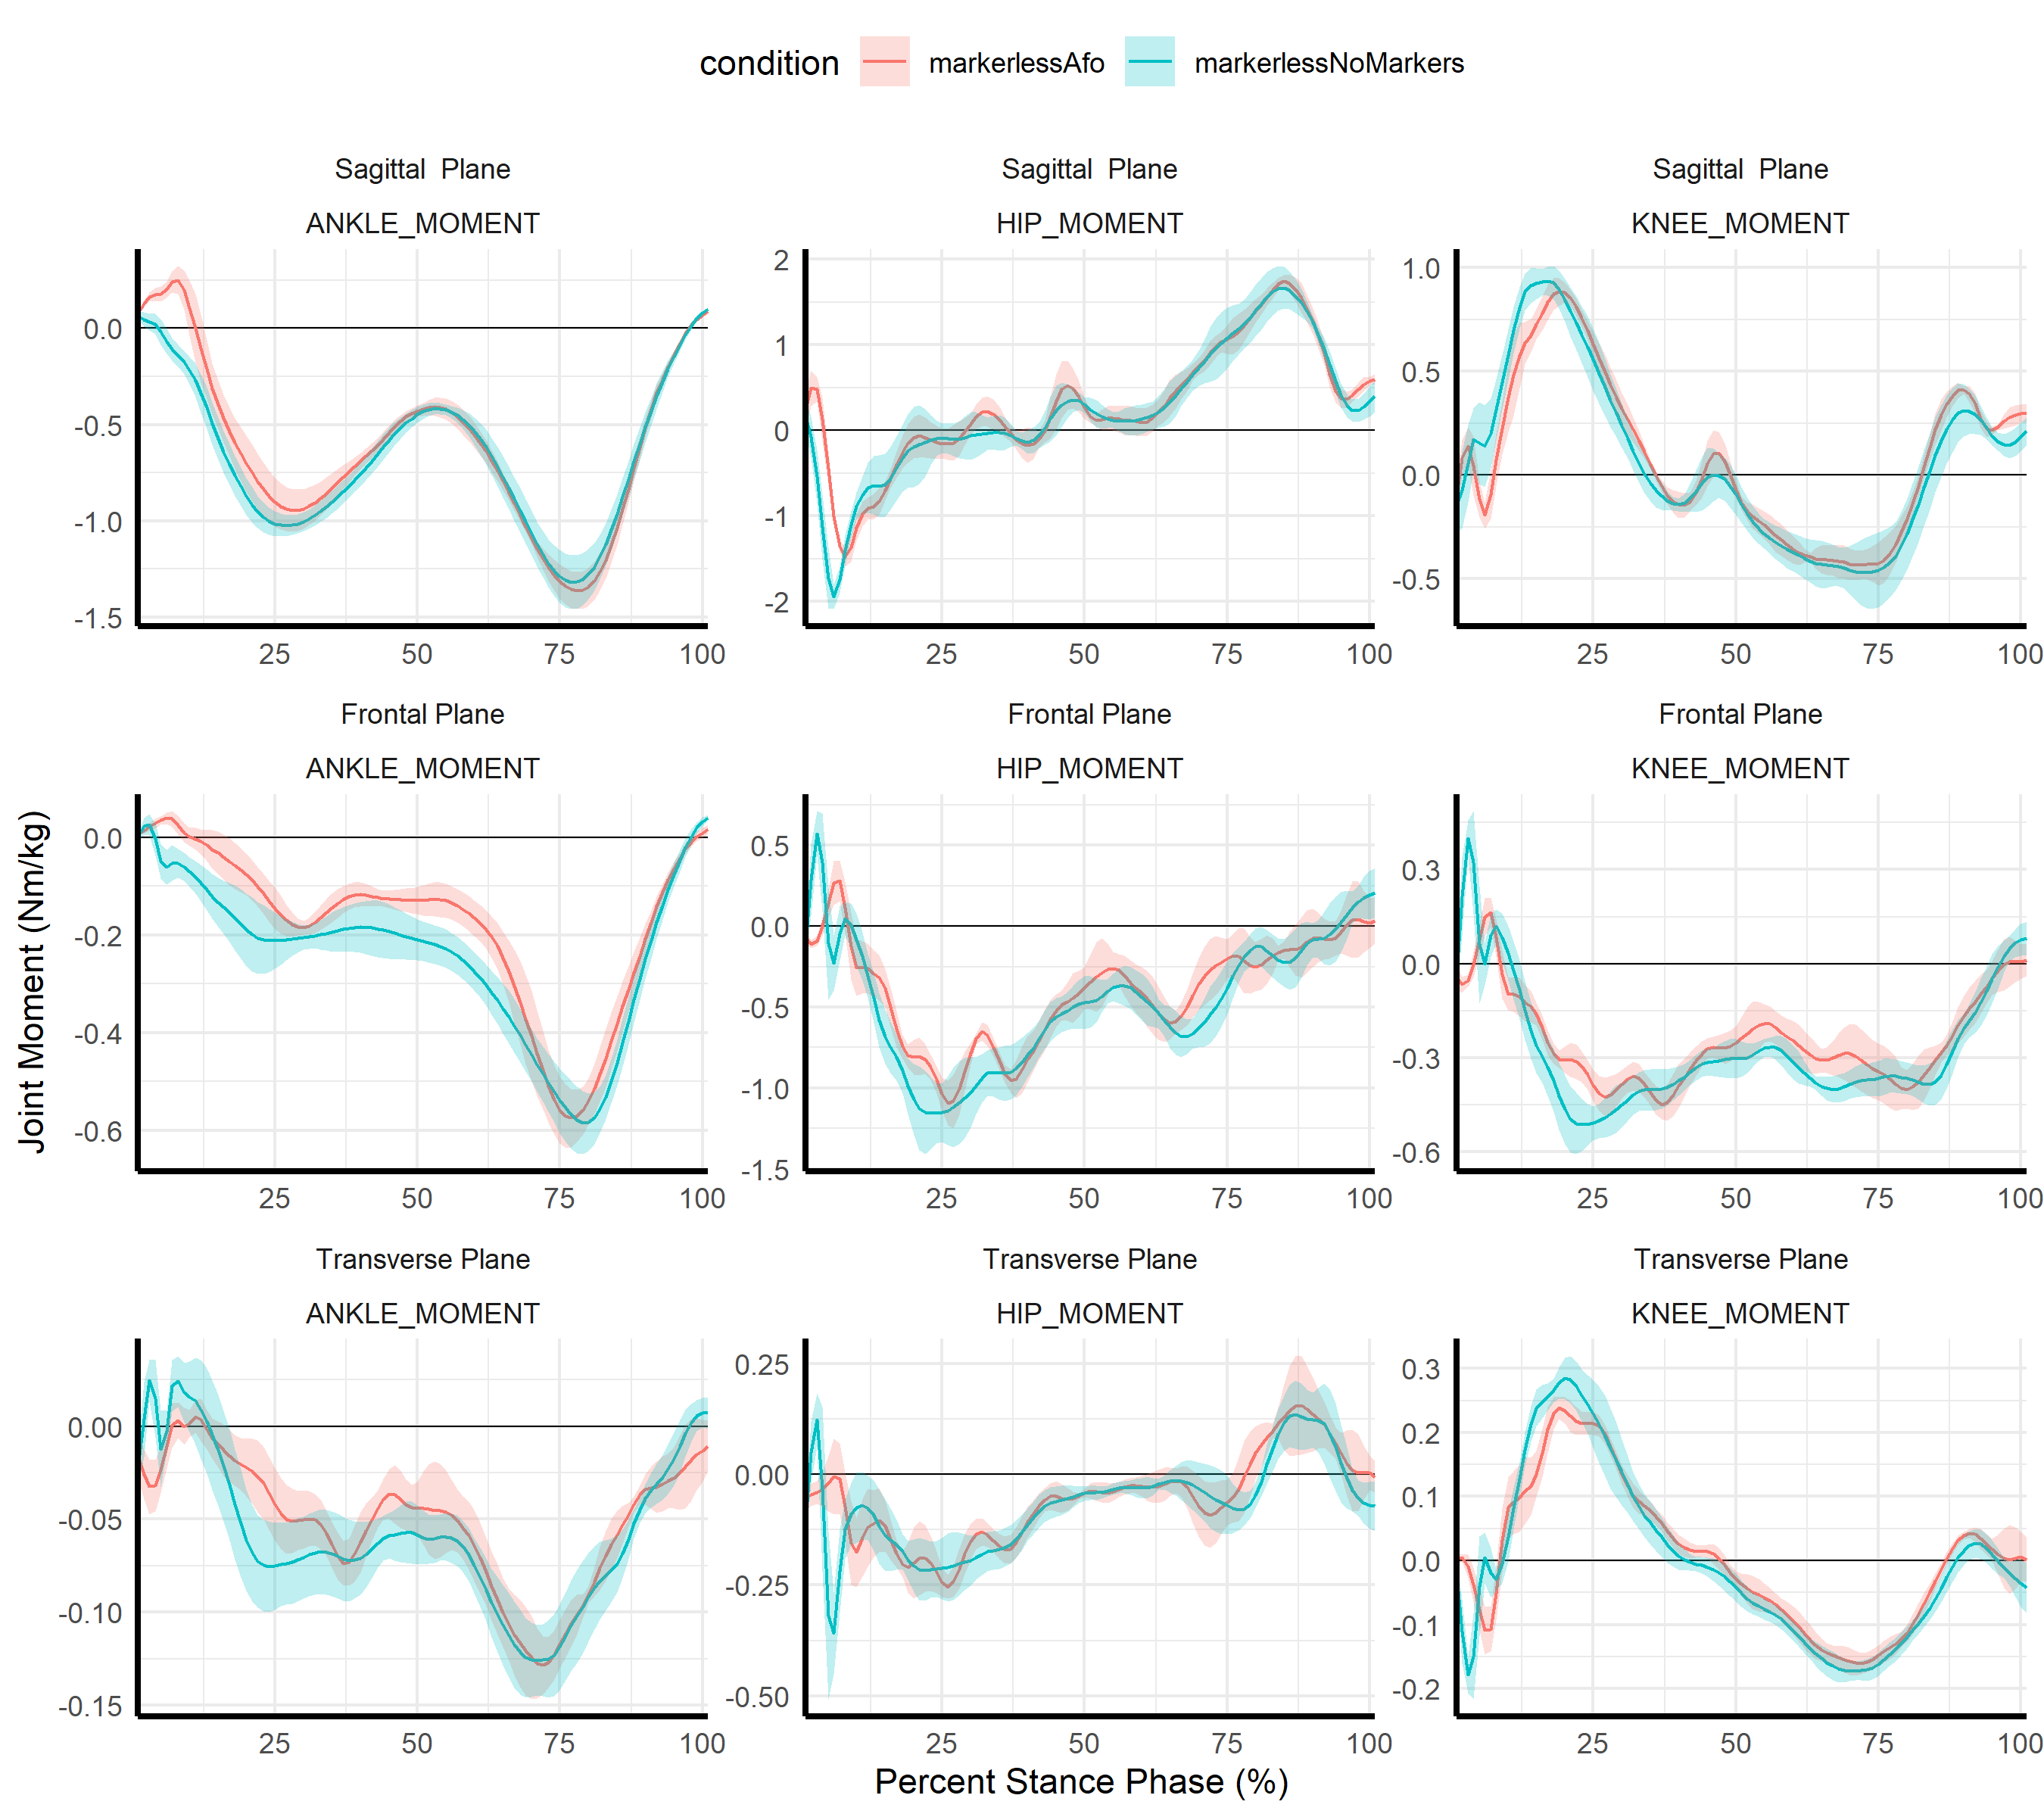 condition markerlessAfo markerlessNoMarkers
Sagittal  Plane Sagittal  Plane Sagittal  Plane
ANKLE_MOMENT HIP_MOMENT KNEE_MOMENT
0.0
-0.5
-1.0
-1.5
25 50 75 100
2
1
0
-1
-2
25 50 75 100
1.0
0.5
0.0
-0.5
25 50 75 100
Frontal Plane Frontal Plane Frontal Plane
ANKLE_MOMENT HIP_MOMENT KNEE_MOMENT
Joint Moment (Nm/kg)
0.0
-0.2
-0.4
-0.6
25 50 75 100
0.5
0.0
-0.5
-1.0
-1.5
25 50 75 100
0.3
0.0
-0.3
-0.6
25 50 75 100
Transverse Plane Transverse Plane Transverse Plane
ANKLE_MOMENT HIP_MOMENT KNEE_MOMENT
0.00
-0.05
-0.10
-0.15
25 50 75 100
0.25
0.00
-0.25
-0.50
25 50 75 100
0.3
0.2
0.1
0.0
-0.1
-0.2
25 50 75 100
Percent Stance Phase (%)